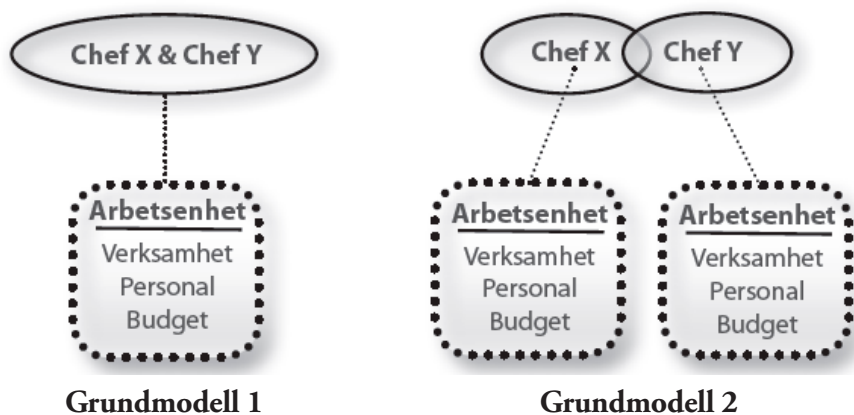 Chef X & Chef Y
Arbetsenhet
Verksamhet
Personal
Budget
Grundmodell 1
Chef X
Chef Y
Arbetsenhet
Verksamhet
Personal
Budget
Arbetsenhet
Verksamhet
Personal
Budget
Grundmodell 2